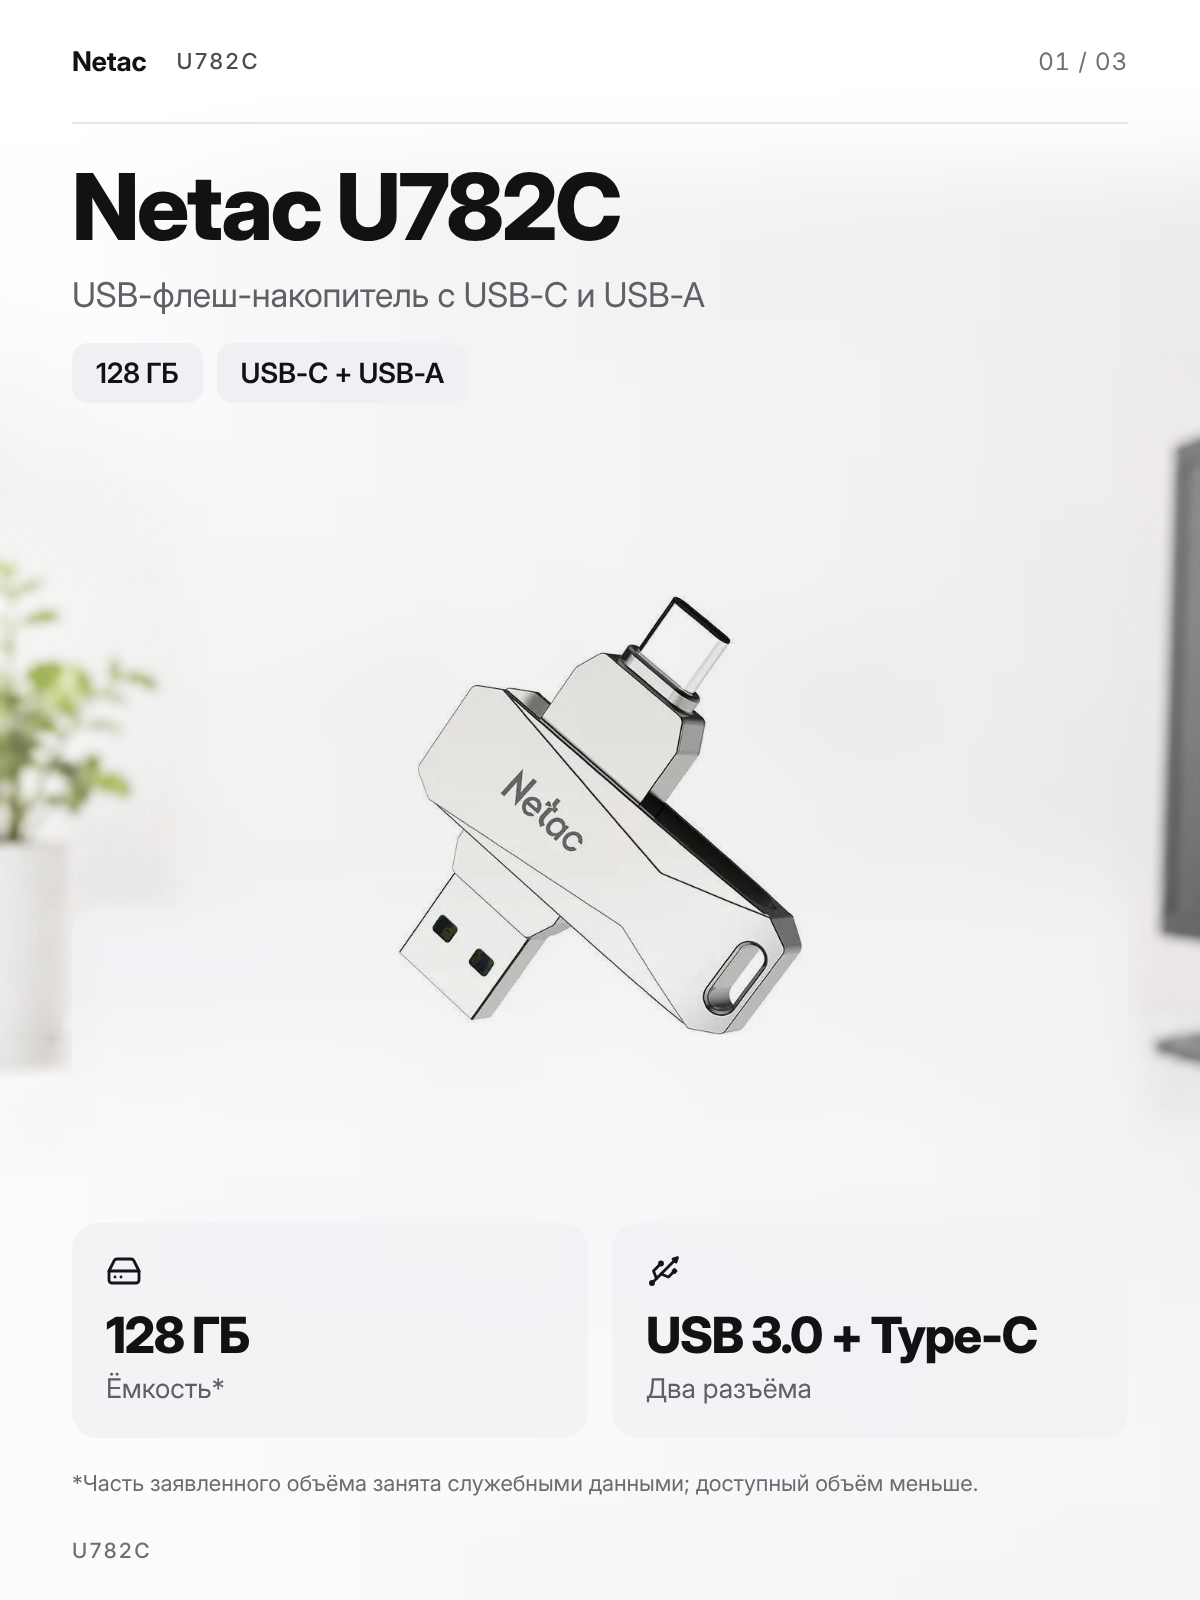 Netac U782C 01 / 03
Netac U782C
USB-флеш-накопитель с USB-C и USB-A
128 ГБ USB-C + USB-A
Netac
128 ГБ
Ёмкость*
USB 3.0 + Type-C
Два разъёма
*Часть заявленного объёма занята служебными данными; доступный объём меньше.
U782C